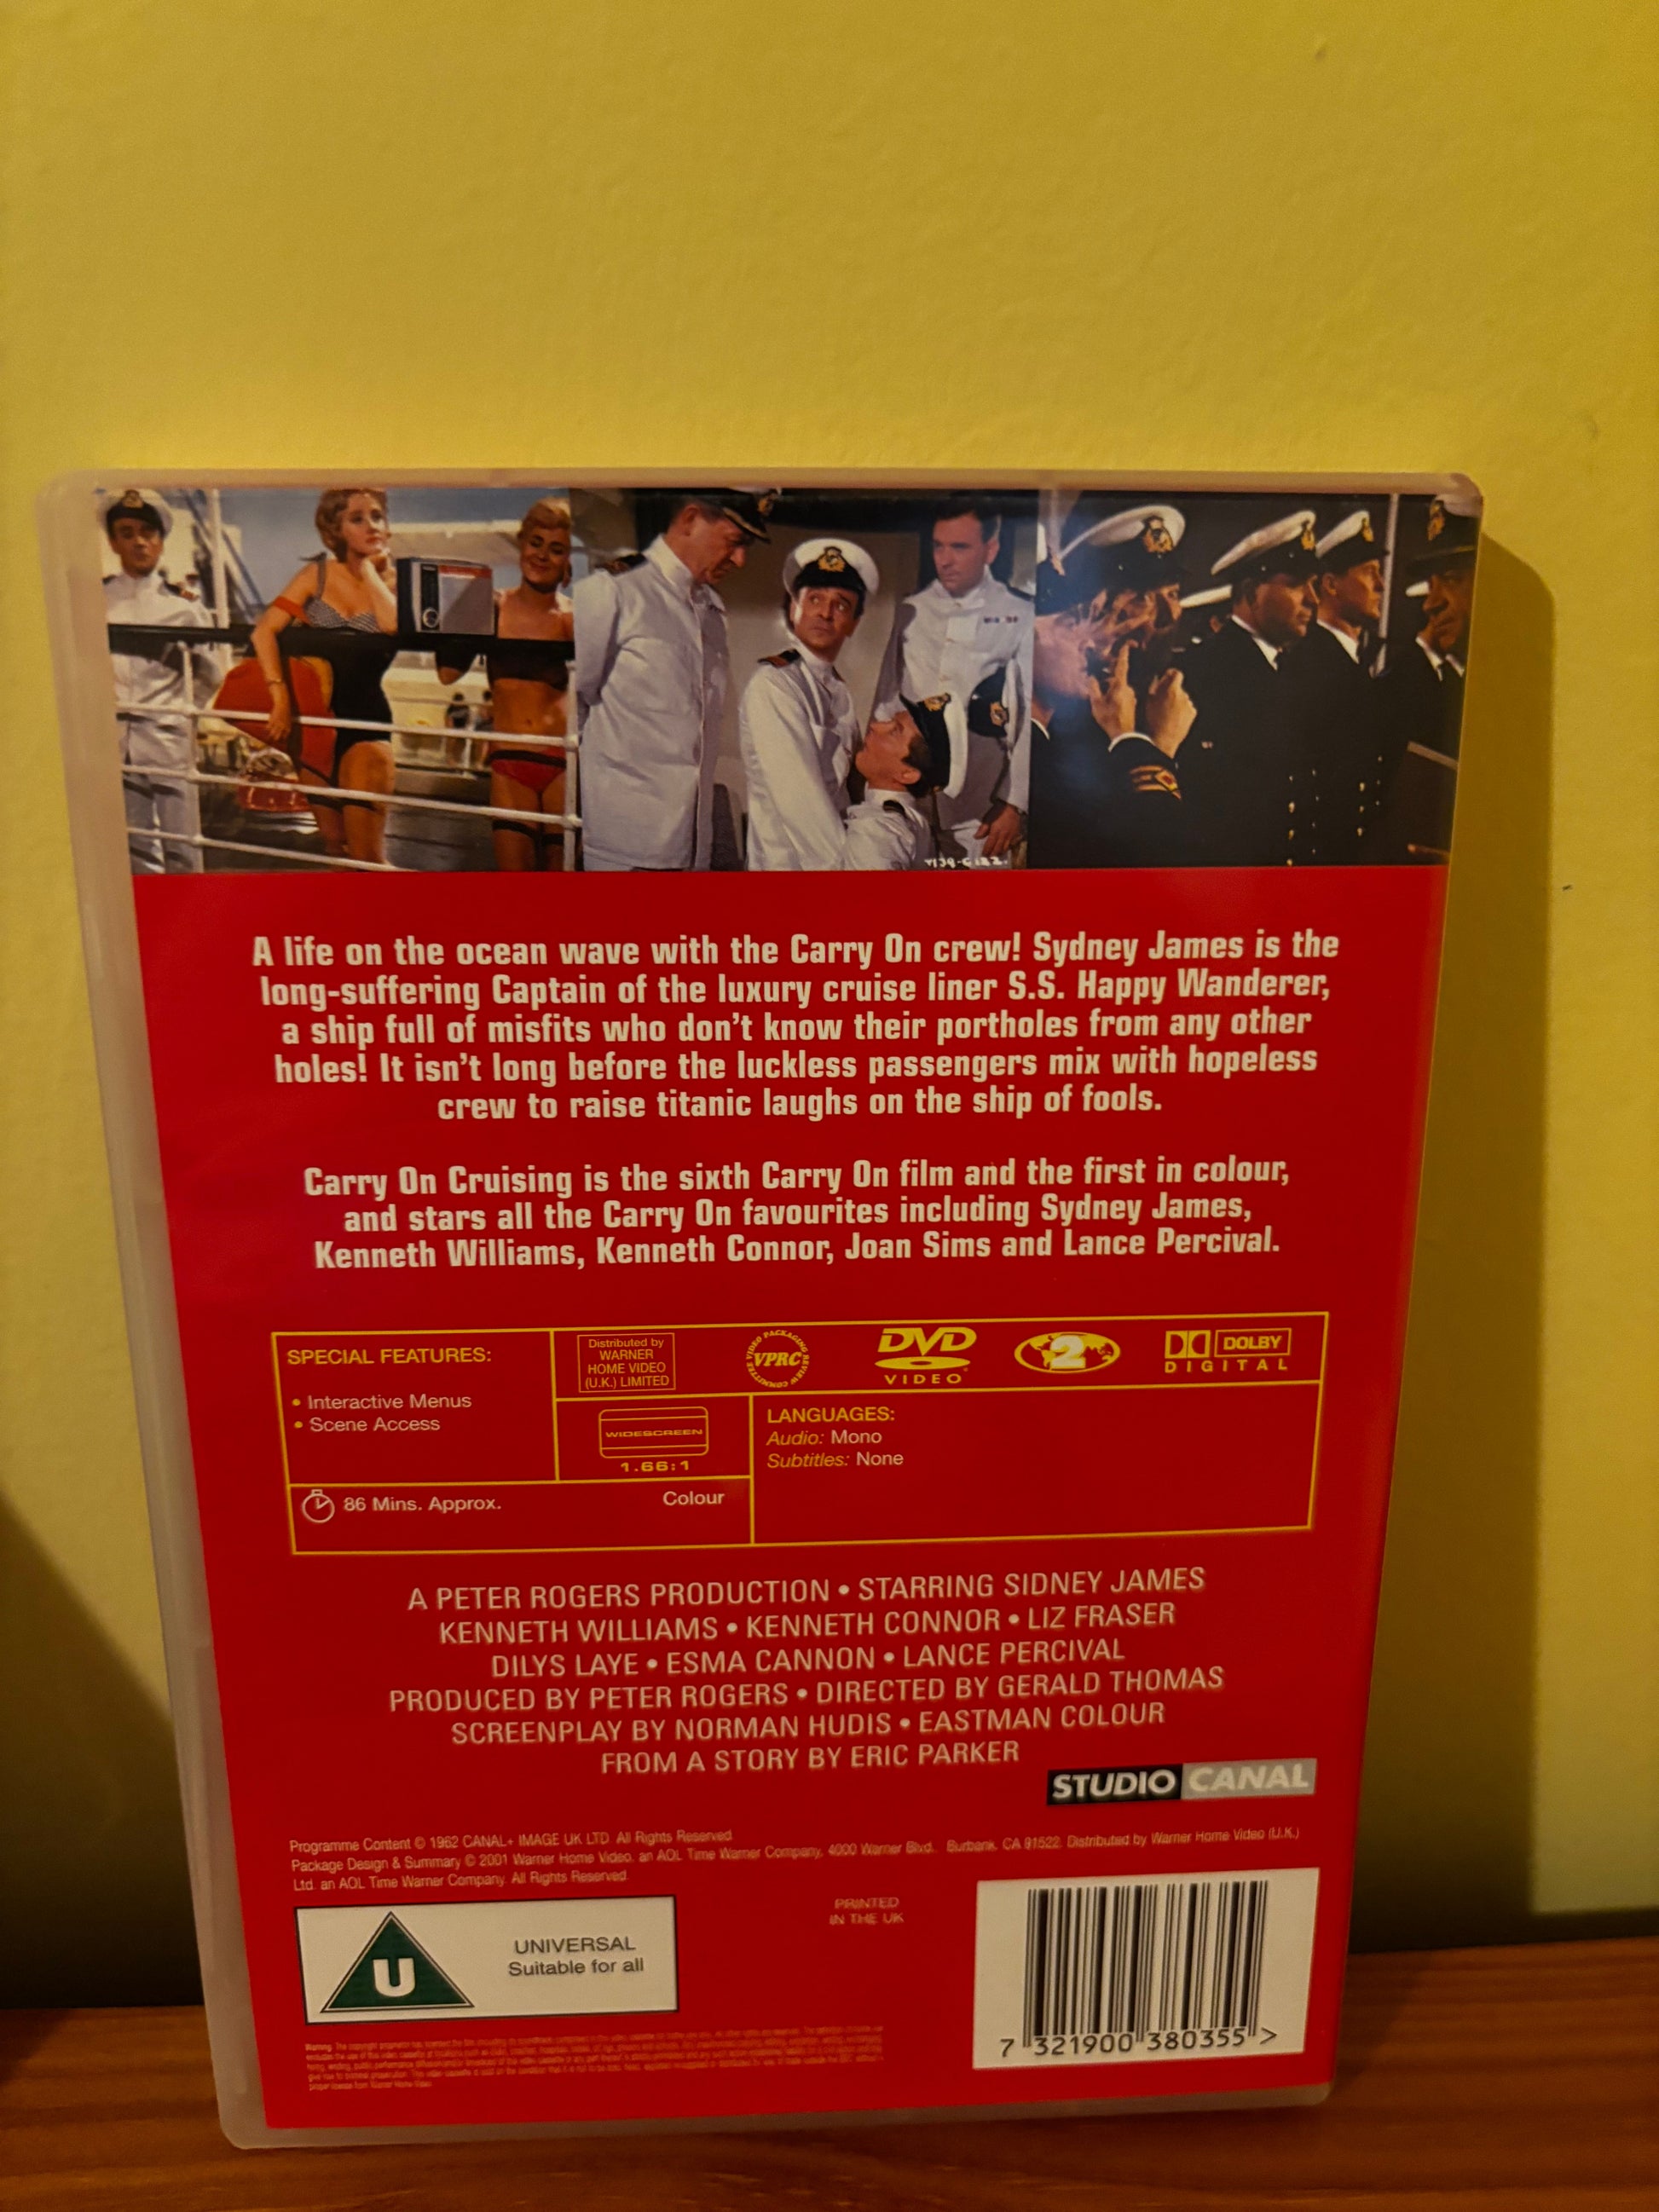 Y139-C182.
A life on the ocean wave with the Carry On crew! Sydney James is the
long-suffering Captain of the luxury cruise liner S.S. Happy Wanderer,
a ship full of misfits who don't know their portholes from any other
holes! It isn't long before the luckless passengers mix with hopeless
crew to raise titanic laughs on the ship of fools.
Carry On Cruising is the sixth Carry On film and the first in colour,
and stars all the Carry On favourites including Sydney James,
Kenneth Williams, Kenneth Connor, Joan Sims and Lance Percival.
SPECIAL FEATURES:
• Interactive Menus
• Scene Access
Distributed by
WARNER
HOME VIDEO
(U.K.) LIMITED
VIDEO PACKAGING REVIEW COMMITTEE
VPRC
DVD
VIDEO
2
DOLBY
DIGITAL
WIDESCREEN
1.66:1
LANGUAGES:
Audio: Mono
Subtitles: None
86 Mins. Approx.
Colour
A PETER ROGERS PRODUCTION • STARRING SIDNEY JAMES
KENNETH WILLIAMS • KENNETH CONNOR • LIZ FRASER
DILYS LAYE • ESMA CANNON • LANCE PERCIVAL
PRODUCED BY PETER ROGERS • DIRECTED BY GERALD THOMAS
SCREENPLAY BY NORMAN HUDIS • EASTMAN COLOUR
FROM A STORY BY ERIC PARKER
STUDIO CANAL
Programme Content © 1962 CANAL+ IMAGE UK LTD All Rights Reserved
Package Design & Summary © 2001 Warner Home Video, an AOL Time Warner Company, 4000 Warner Blvd., Burbank, CA 91522. Distributed by Warner Home Video (U.K.)
Ltd. an AOL Time Warner Company. All Rights Reserved
PRINTED
IN THE UK
U
UNIVERSAL
Suitable for all
7 321900 380355 >